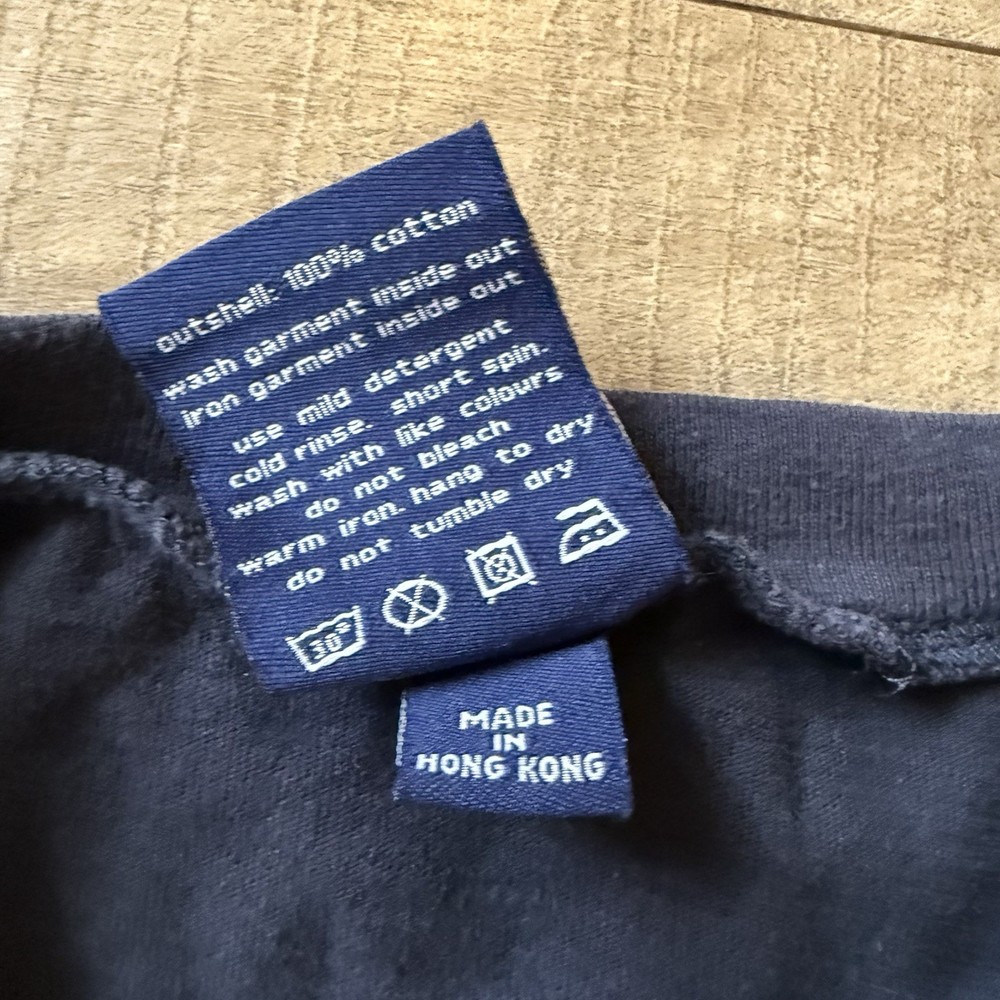 outshell: 100% cotton
wash garment inside out
iron garment inside out
use mild detergent
cold rinse. short spin.
wash with like colours
do not bleach
warm iron. hang to dry
do not tumble dry
30°
MADE
IN
HONG KONG